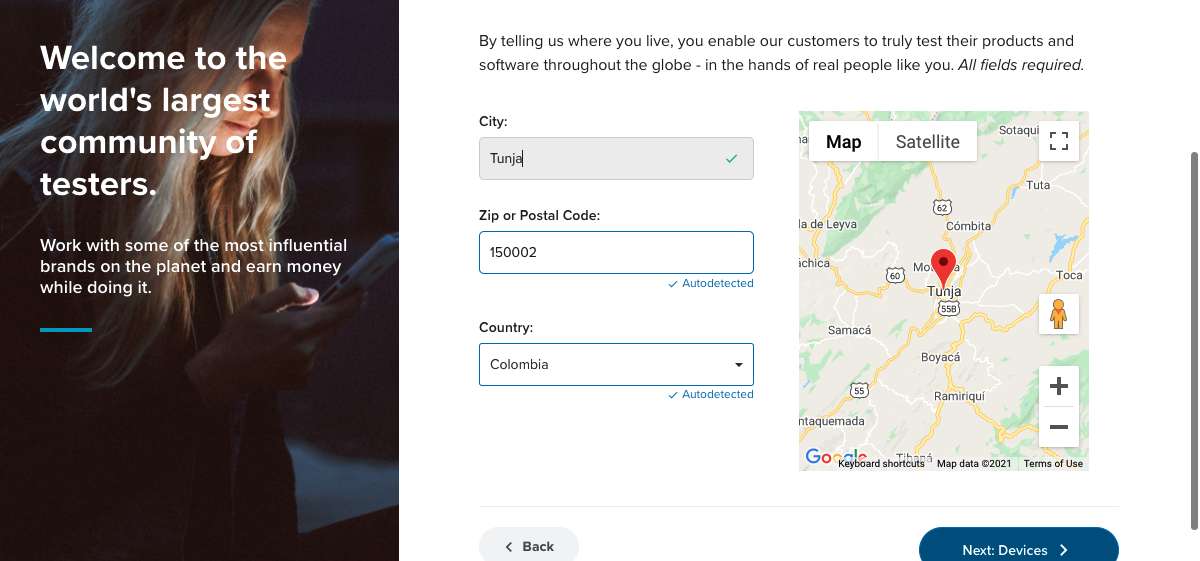 Welcome to the
world's largest
community of
testers.
Work with some of the most influential
brands on the planet and earn money
while doing it.
By telling us where you live, you enable our customers to truly test their products and
software throughout the globe - in the hands of real people like you. All fields required.
City:
Tunja
Zip or Postal Code:
150002
Autodetected
Country:
Colombia
Autodetected
Map
Satellite
Sotaqui
Tuta
62
la de Leyva
Cómbita
60
Toca
Tunja
55B
Samacá
Boyacá
55
Ramiriquí
ntaquemada
Tibaná
Google
Keyboard shortcuts
Map data ©2021
Terms of Use
Back
Next: Devices